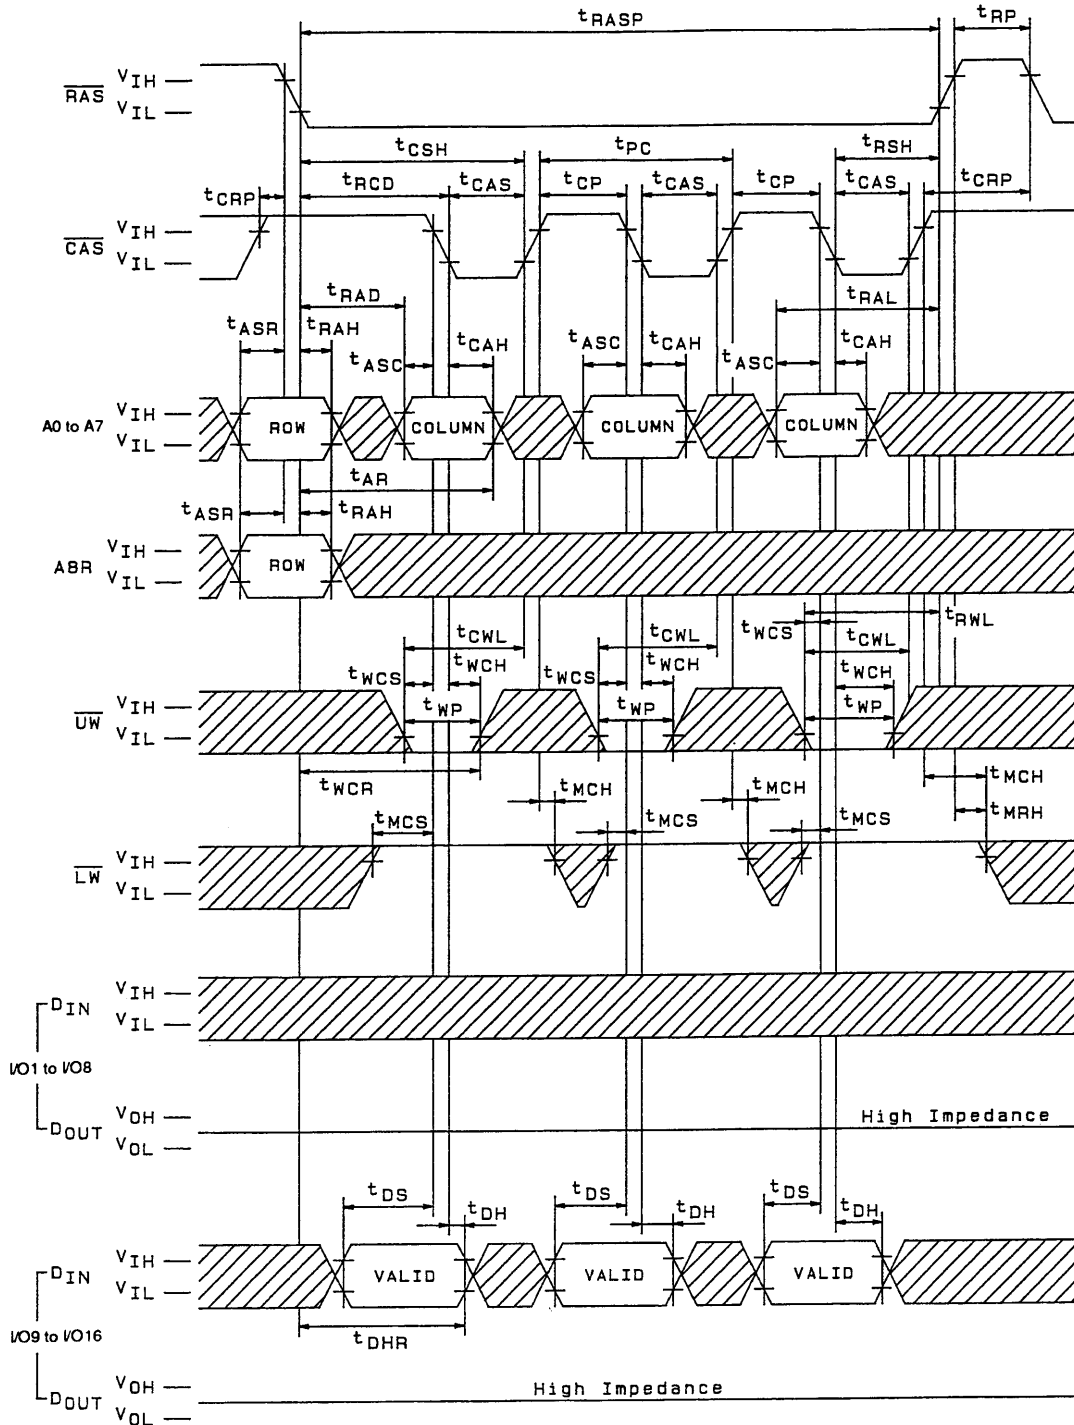 tRASP tRP
RAS VIH
VIL
tCSH tPC tRSH
tCRP tRCD tCAS tCP tCAS tCP tCAS tCRP
CAS VIH
VIL
tRAD tRAL
tASR tRAH tASC tCAH tASC tCAH tASC tCAH
A0 to A7 VIH
VIL
ROW COLUMN COLUMN COLUMN
tAR
tASR tRAH
A8R VIH
VIL
ROW
tCWL tCWL tWCS tCWL tRWL
tWCS tWCH tWCS tWCH tWCH
UW VIH
VIL
tWP tWP tWP
tWCR tMCH tMCH tMCH
tMCS tMCS tMCS tMRH
LW VIH
VIL
DIN VIH
VIL
I/O1 to I/O8
DOUT VOH
VOL
High Impedance
tDS tDH tDS tDH tDS tDH
DIN VIH
VIL
VALID VALID VALID
I/O9 to I/O16
tDHR
DOUT VOH
VOL
High Impedance